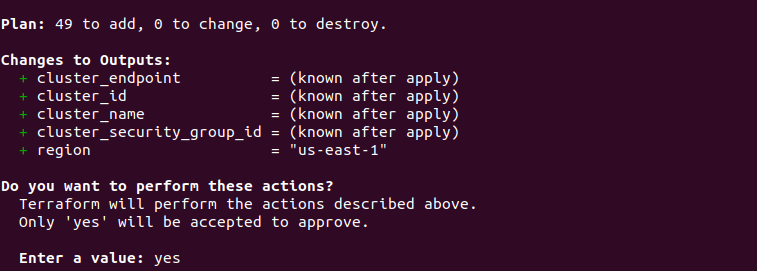 Plan: 49 to add, 0 to change, 0 to destroy.
Changes to Outputs:
+ cluster_endpoint = (known after apply)
+ cluster_id = (known after apply)
+ cluster_name = (known after apply)
+ cluster_security_group_id = (known after apply)
+ region = "us-east-1"
Do you want to perform these actions?
Terraform will perform the actions described above.
Only 'yes' will be accepted to approve.
Enter a value: yes